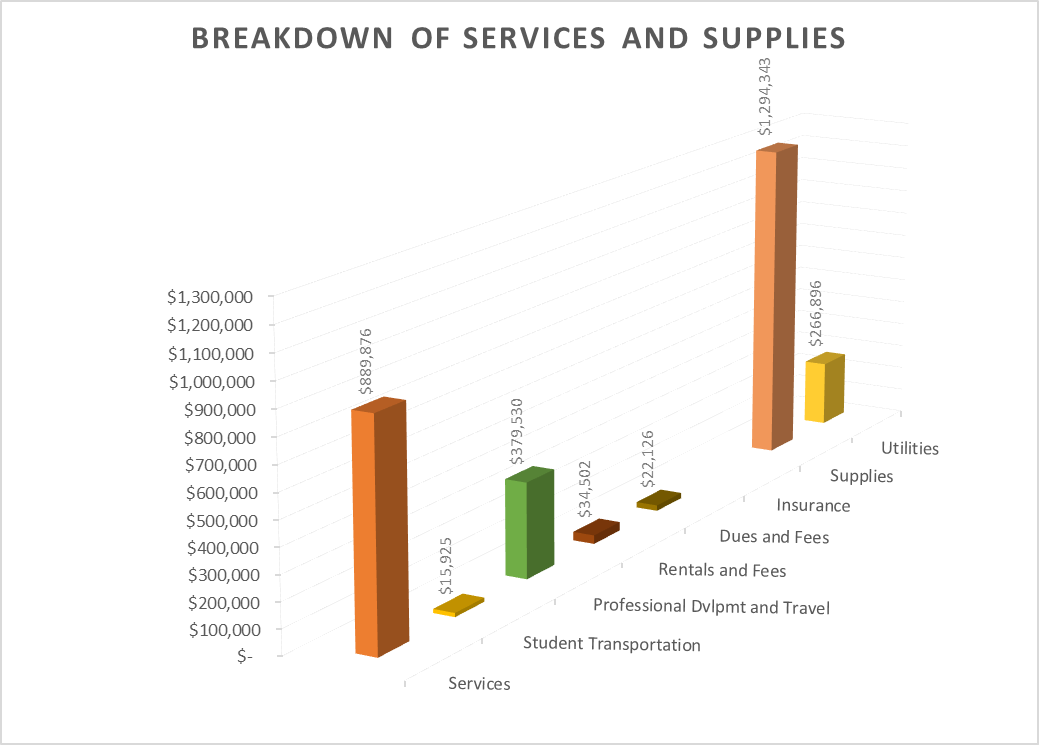 BREAKDOWN OF SERVICES AND SUPPLIES
$1,300,000
$1,200,000
$1,100,000
$1,000,000
$900,000
$800,000
$700,000
$600,000
$500,000
$400,000
$300,000
$200,000
$100,000
$-
$889,876
$15,925
$379,530
$34,502
$22,126
$1,294,343
$266,896
Services
Student Transportation
Professional Dvlpmt and Travel
Rentals and Fees
Dues and Fees
Insurance
Supplies
Utilities